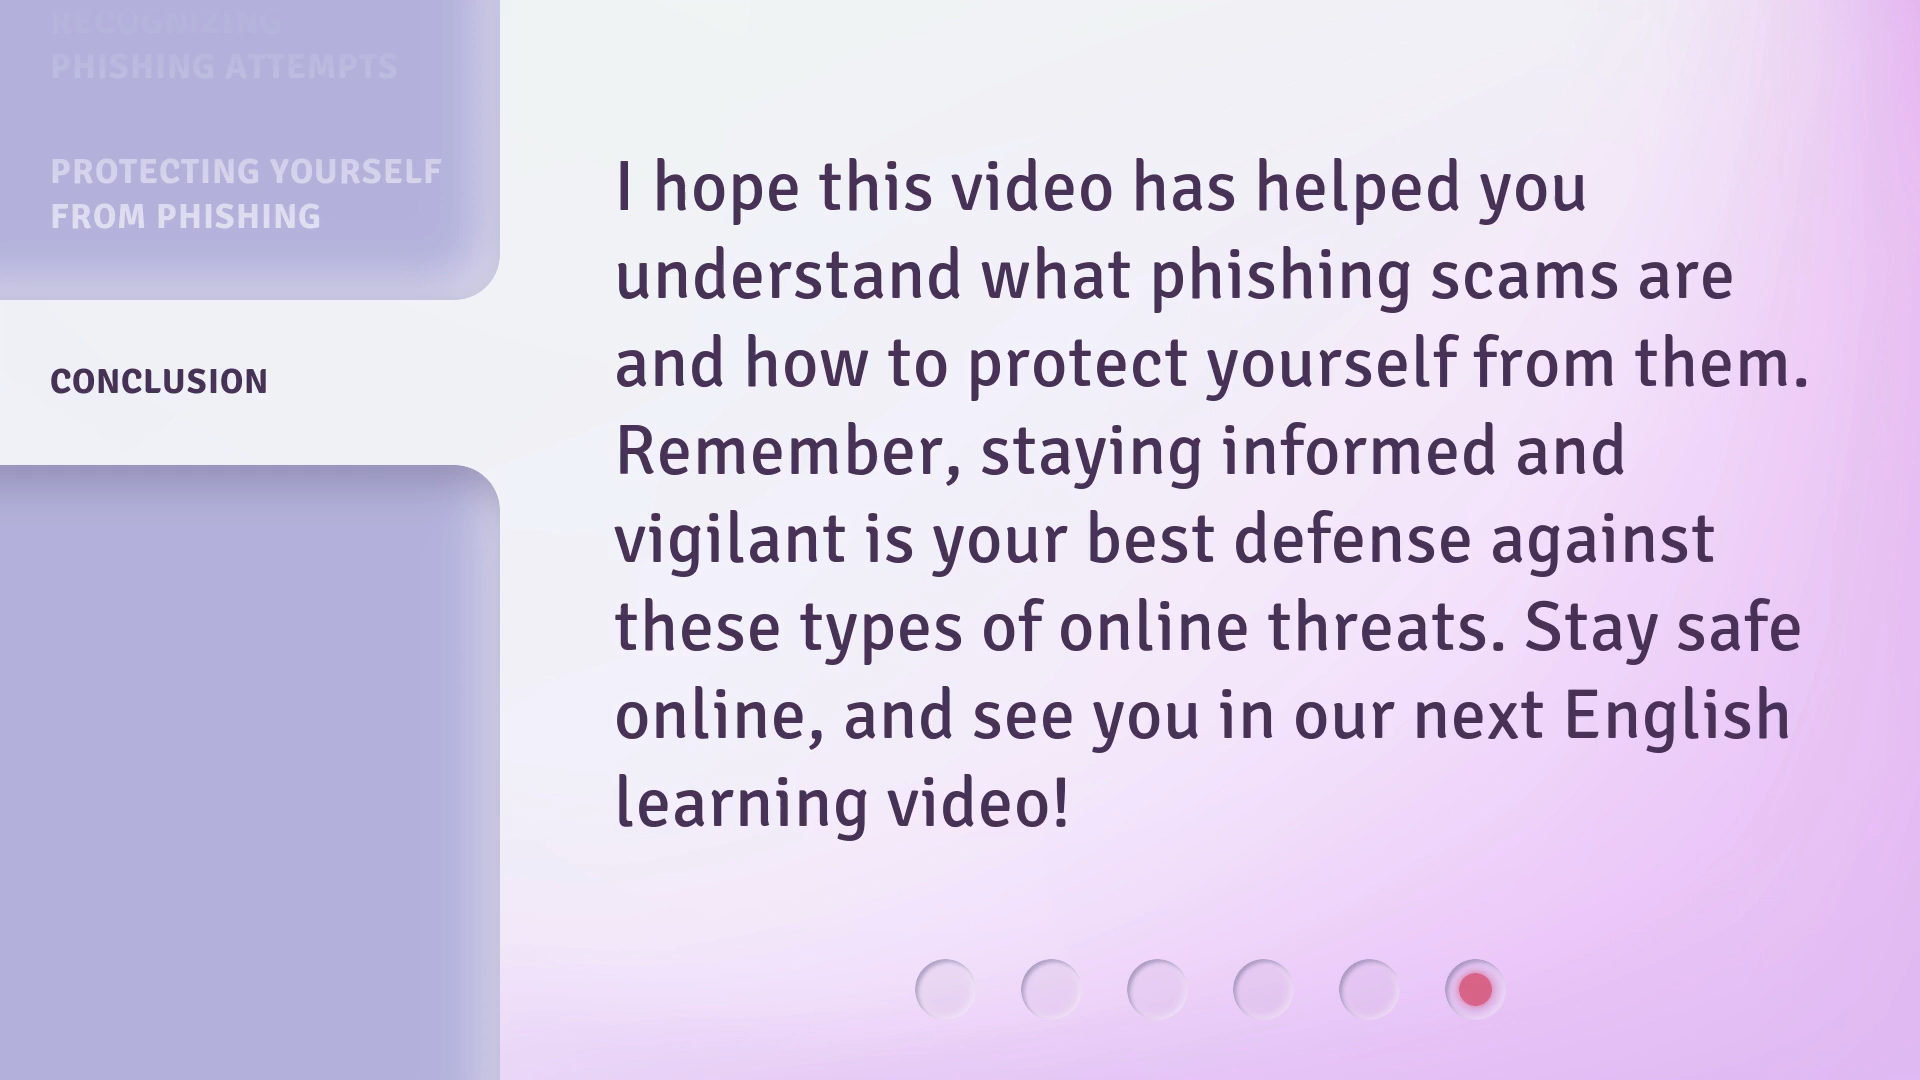 RECOGNIZING
PHISHING ATTEMPTS
PROTECTING YOURSELF
FROM PHISHING
CONCLUSION
I hope this video has helped you
understand what phishing scams are
and how to protect yourself from them.
Remember, staying informed and
vigilant is your best defense against
these types of online threats. Stay safe
online, and see you in our next English
learning video!